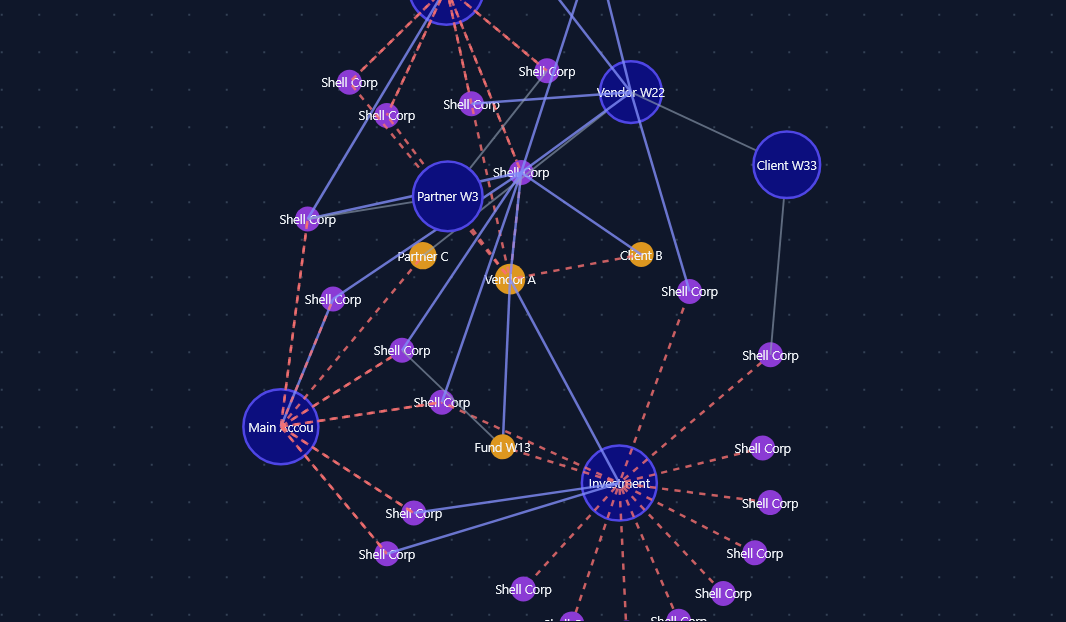 Shell Corp
Shell Corp
Shell Corp
Vendor W22
Shell Corp
Shell Corp
Client W33
Partner W3
Shell Corp
Client B
Partner C
Vendor A
Shell Corp
Shell Corp
Shell Corp
Shell Corp
Shell Corp
Main Accou
Fund W13
Shell Corp
Investment
Shell Corp
Shell Corp
Shell Corp
Shell Corp
Shell Corp
Shell Corp
Shell Corp